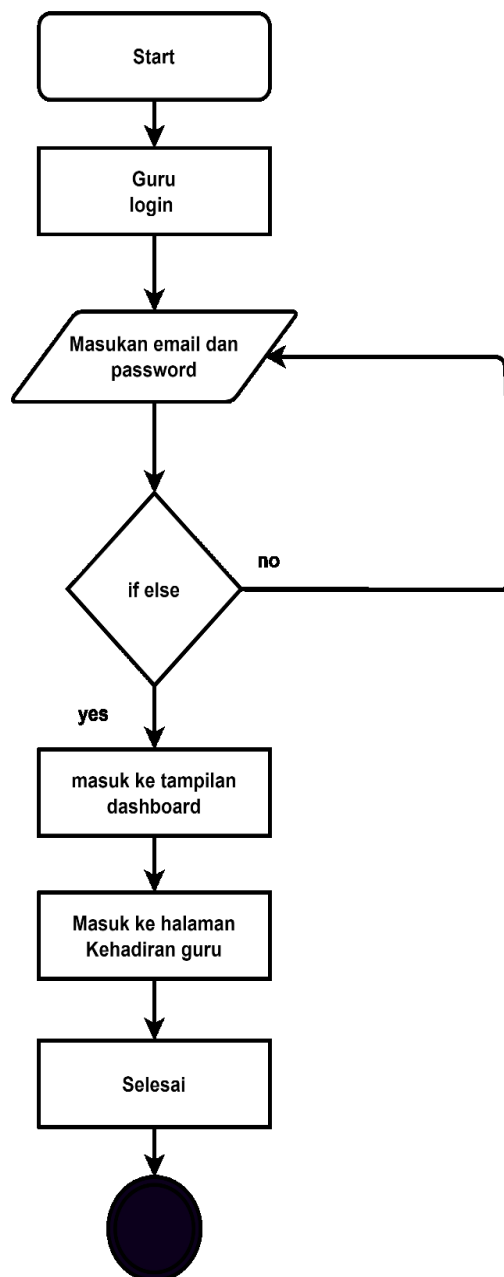 Start
Guru
login
Masukan email dan
password
if else
no
yes
masuk ke tampilan
dashboard
Masuk ke halaman
Kehadiran guru
Selesai